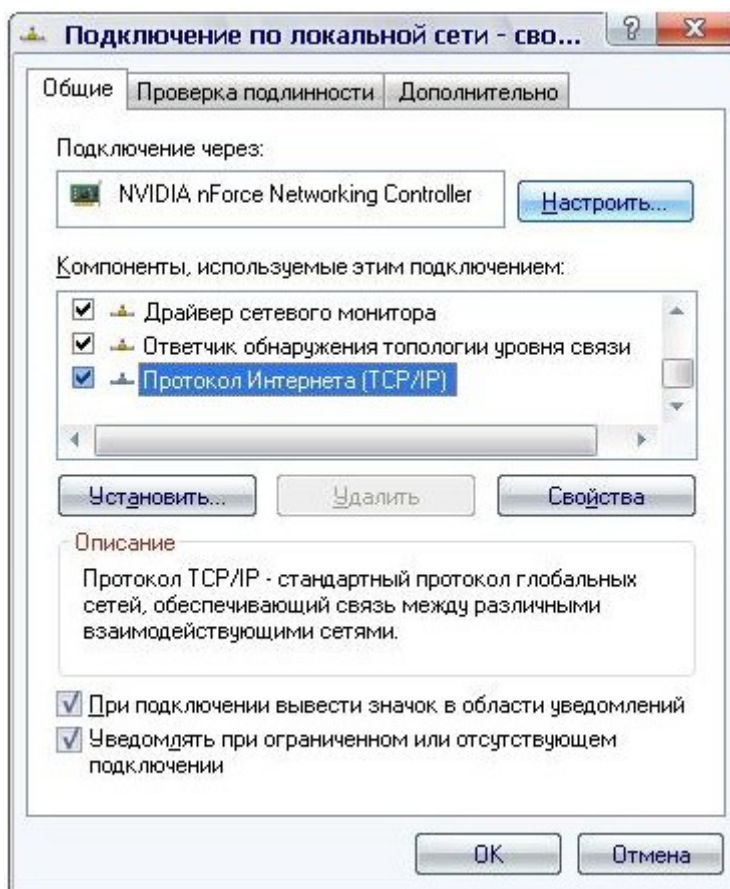 Подключение по локальной сети - сво...
Общие
Проверка подлинности
Дополнительно
Подключение через:
NVIDIA nForce Networking Controller
Настроить...
Компоненты, используемые этим подключением:
Драйвер сетевого монитора
Ответчик обнаружения топологии уровня связи
Протокол Интернета (TCP/IP)
Установить...
Удалить
Свойства
Описание
Протокол TCP/IP - стандартный протокол глобальных
сетей, обеспечивающий связь между различными
взаимодействующими сетями.
При подключении вывести значок в области уведомлений
Уведомлять при ограниченном или отсутствующем
подключении
OK
Отмена